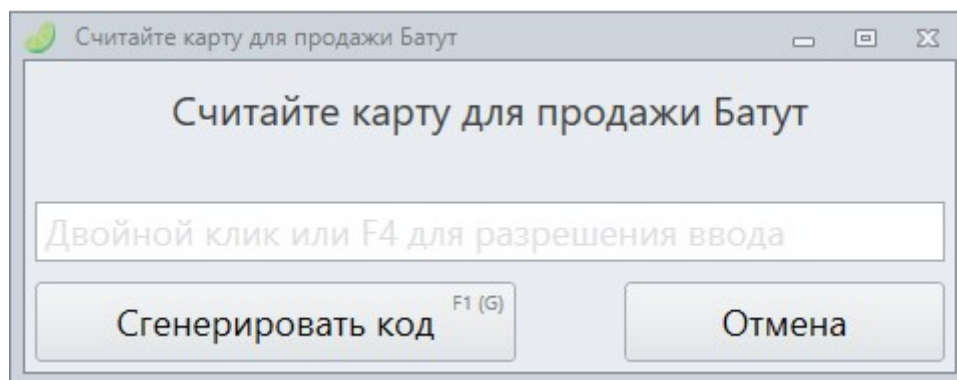 Считайте карту для продажи Батут
Считайте карту для продажи Батут
Двойной клик или F4 для разрешения ввода
Сгенерировать код F1 (G)
Отмена